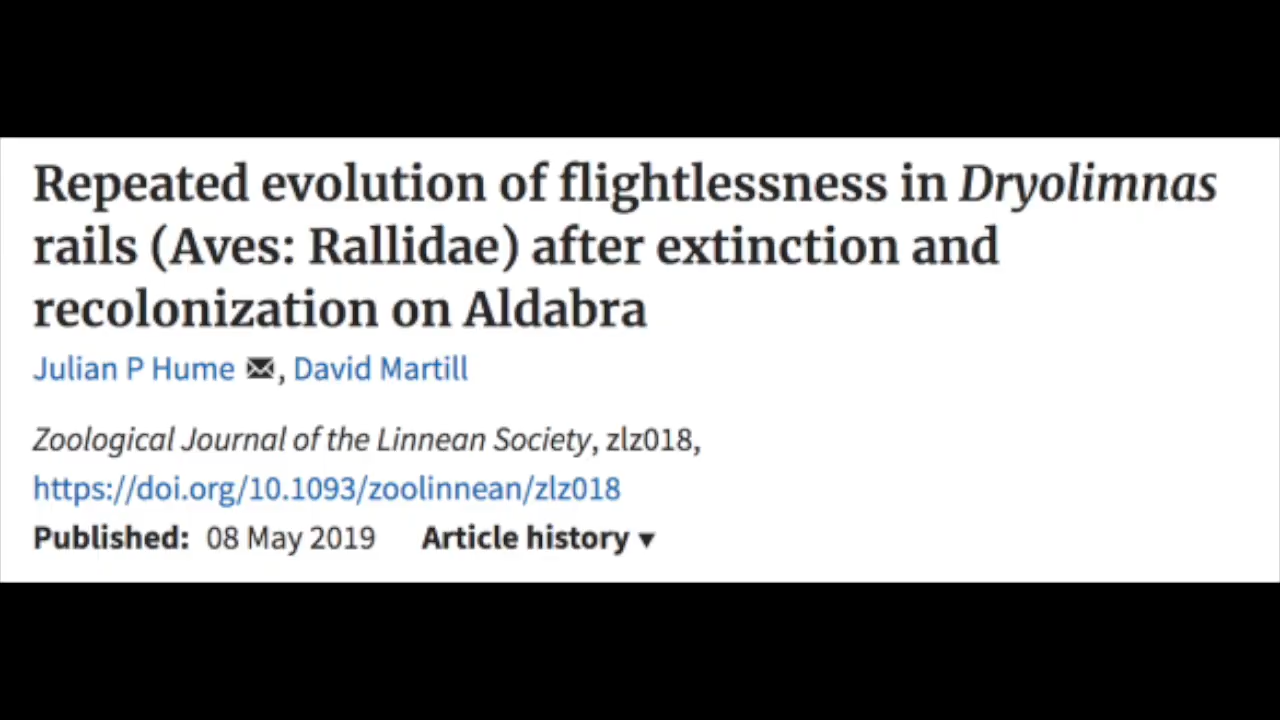 Repeated evolution of flightlessness in Dryolimnas
rails (Aves: Rallidae) after extinction and
recolonization on Aldabra
Julian P Hume ✉, David Martill
Zoological Journal of the Linnean Society, zlz018,
https://doi.org/10.1093/zoolinnean/zlz018
Published: 08 May 2019 Article history ▾